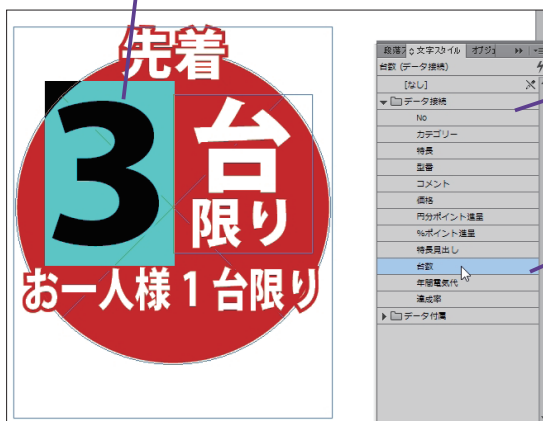 先着
3台
限り
お一人様1台限り
段落ス 文字スタイル オブジェ
台数 (データ接続)
[なし]
データ接続
No
カテゴリー
特長
型番
コメント
価格
円分ポイント進呈
%ポイント進呈
特長見出し
台数
年間電気代
達成率
データ付属